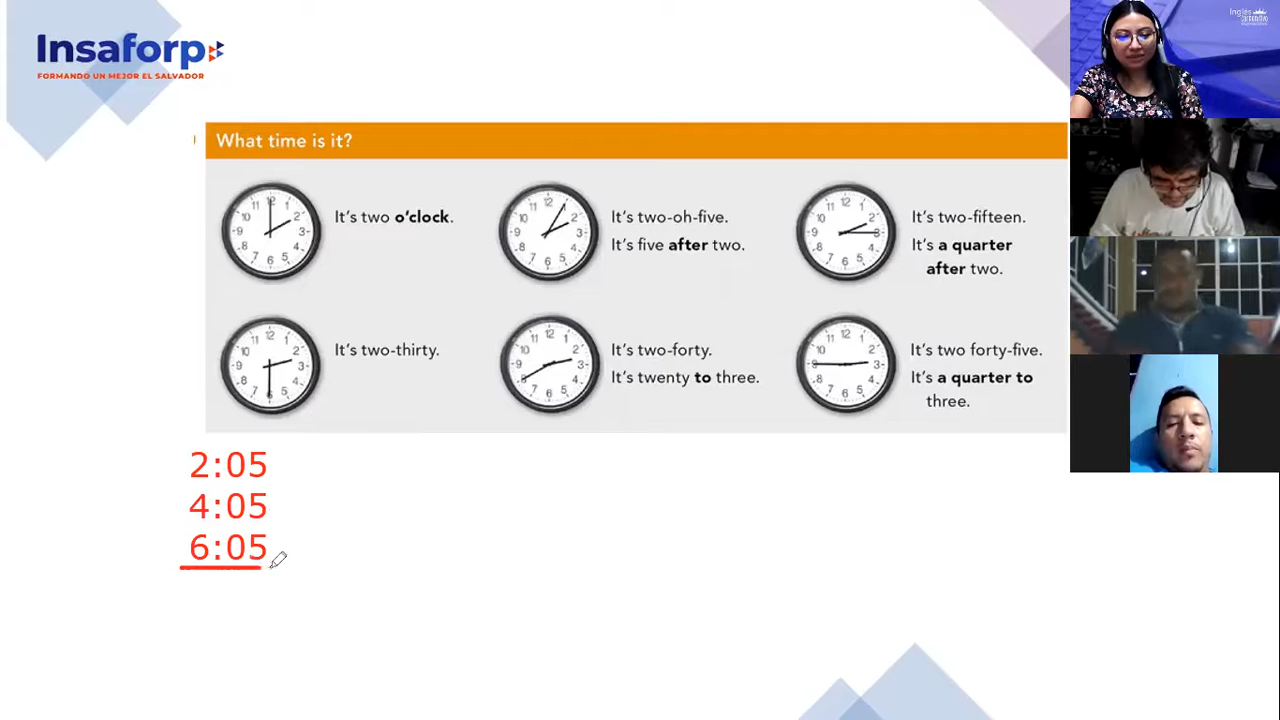 Insaforp
FORMANDO UN MEJOR EL SALVADOR
Inglés
What time is it?
It's two o'clock.
It's two-oh-five.
It's five after two.
It's two-fifteen.
It's a quarter
after two.
It's two-thirty.
It's two-forty.
It's twenty to three.
It's two forty-five.
It's a quarter to
three.
2:05
4:05
6:05